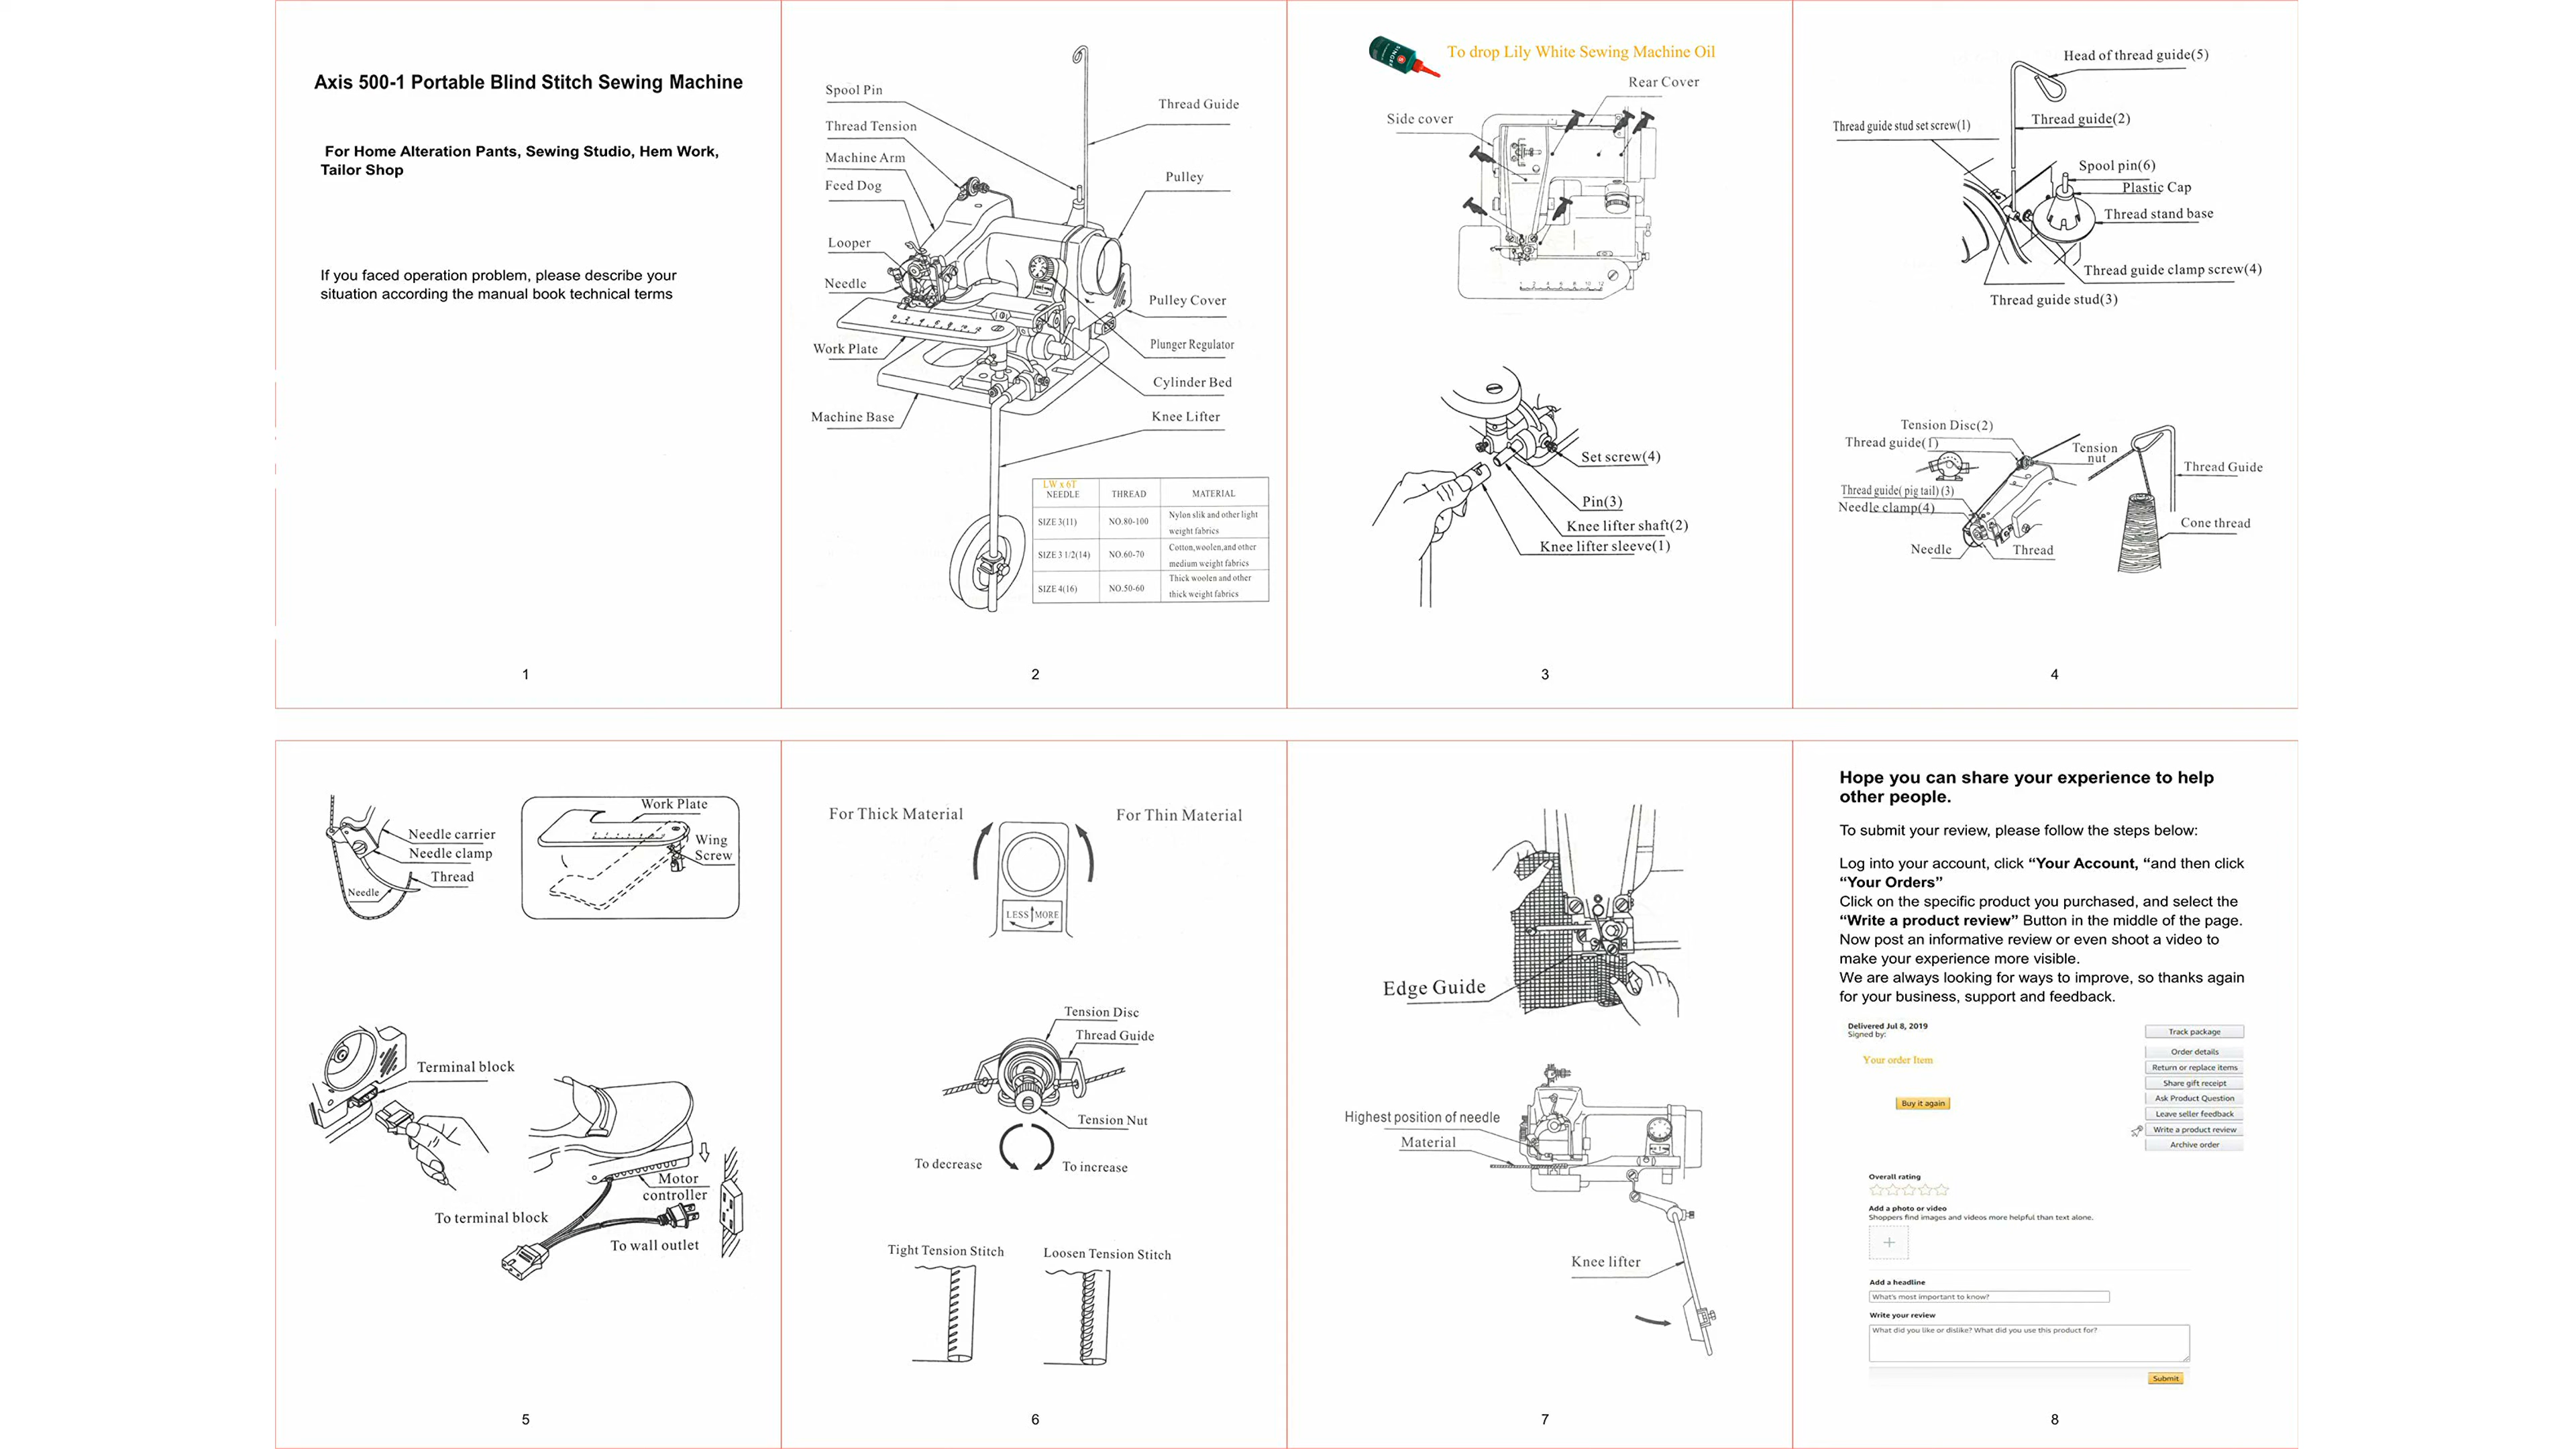 Axis 500-1 Portable Blind Stitch Sewing Machine
For Home Alteration Pants, Sewing Studio, Hem Work,
Tailor Shop
If you faced operation problem, please describe your
situation according the manual book technical terms
1
Spool Pin
Thread Tension
Machine Arm
Feed Dog
Looper
Needle
Work Plate
Machine Base
Thread Guide
Pulley
Pulley Cover
Plunger Regulator
Cylinder Bed
Knee Lifter
LW x 6T
NEEDLE THREAD MATERIAL
SIZE 3(11) NO.80-100 Nylon slik and other light
weight fabrics
SIZE 3 1/2(14) NO.60-70 Cotton,woolen,and other
medium weight fabrics
SIZE 4(16) NO.50-60 Thick woolen and other
thick weight fabrics
2
SINGER
To drop Lily White Sewing Machine Oil
Rear Cover
Side cover
1 2 4 6 8 10 12
Set screw(4)
Pin(3)
Knee lifter shaft(2)
Knee lifter sleeve(1)
3
Head of thread guide(5)
Thread guide stud set screw(1)
Thread guide(2)
Spool pin(6)
Plastic Cap
Thread stand base
Thread guide clamp screw(4)
Thread guide stud(3)
Tension Disc(2)
Thread guide(1)
Tension
nut
Thread guide( pig tail) (3)
Needle clamp(4)
Needle
Thread
Thread Guide
Cone thread
4
Needle carrier
Needle clamp
Thread
Needle
Work Plate
Wing
Screw
Terminal block
Motor
controller
To terminal block
To wall outlet
5
For Thick Material
For Thin Material
LESS MORE
Tension Disc
Thread Guide
Tension Nut
To decrease
To increase
Tight Tension Stitch
Loosen Tension Stitch
6
Edge Guide
Highest position of needle
Material
Knee lifter
7
Hope you can share your experience to help
other people.
To submit your review, please follow the steps below:
Log into your account, click “Your Account, “and then click
“Your Orders”
Click on the specific product you purchased, and select the
“Write a product review” Button in the middle of the page.
Now post an informative review or even shoot a video to
make your experience more visible.
We are always looking for ways to improve, so thanks again
for your business, support and feedback.
Delivered Jul 8, 2019
Signed by:
Your order Item
Buy it again
Track package
Order details
Return or replace items
Share gift receipt
Ask Product Question
Leave seller feedback
Write a product review
Archive order
Overall rating
Add a photo or video
Shoppers find images and videos more helpful than text alone.
Add a headline
What's most important to know?
Write your review
What did you like or dislike? What did you use this product for?
Submit
8